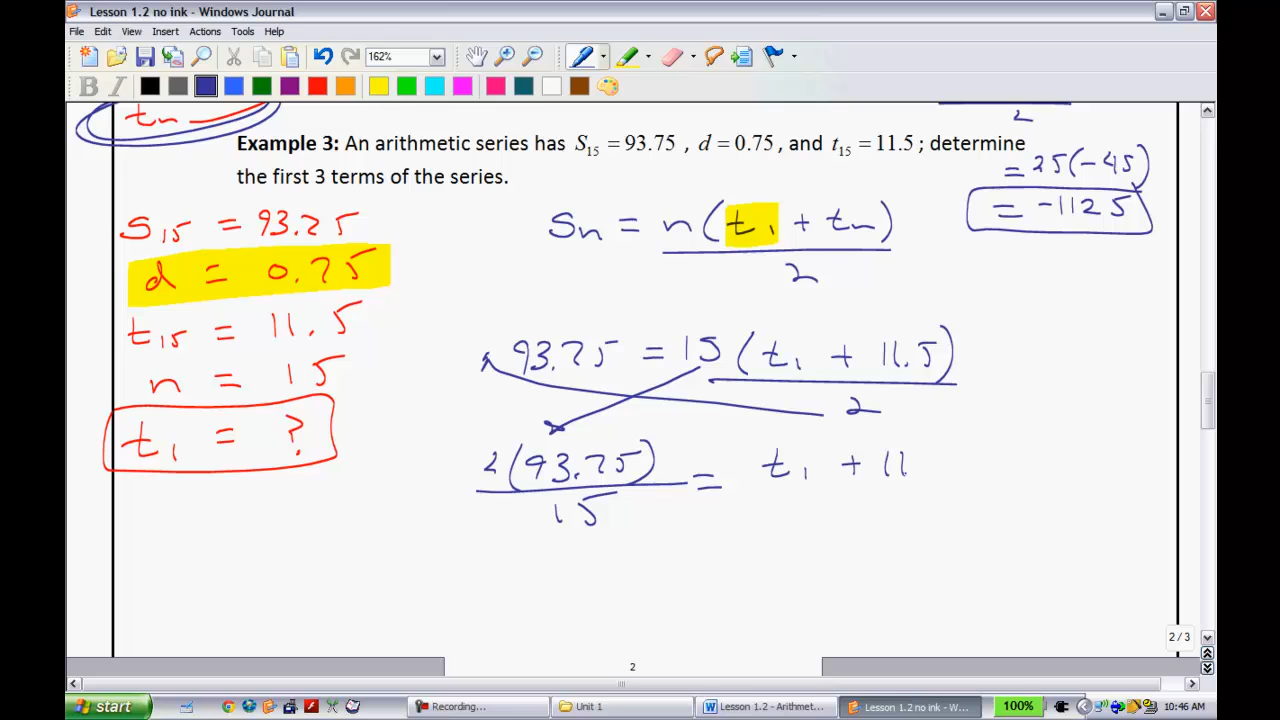 Lesson 1.2 no ink - Windows Journal
File Edit View Insert Actions Tools Help
162%
B I
tn
2
Example 3: An arithmetic series has S15 = 93.75 , d = 0.75, and t15 = 11.5 ; determine
the first 3 terms of the series.
= 25(-45)
= -1125
S15 = 93.75
d = 0.75
t15 = 11.5
n = 15
t1 = ?
Sn = n(t1 + tn)
2
93.75 = 15 (t1 + 11.5)
2
2(93.75) = t1 + 11
15
2/3
2
start
Recording...
Unit 1
Lesson 1.2 - Arithmet...
Lesson 1.2 no ink - W...
100%
10:46 AM